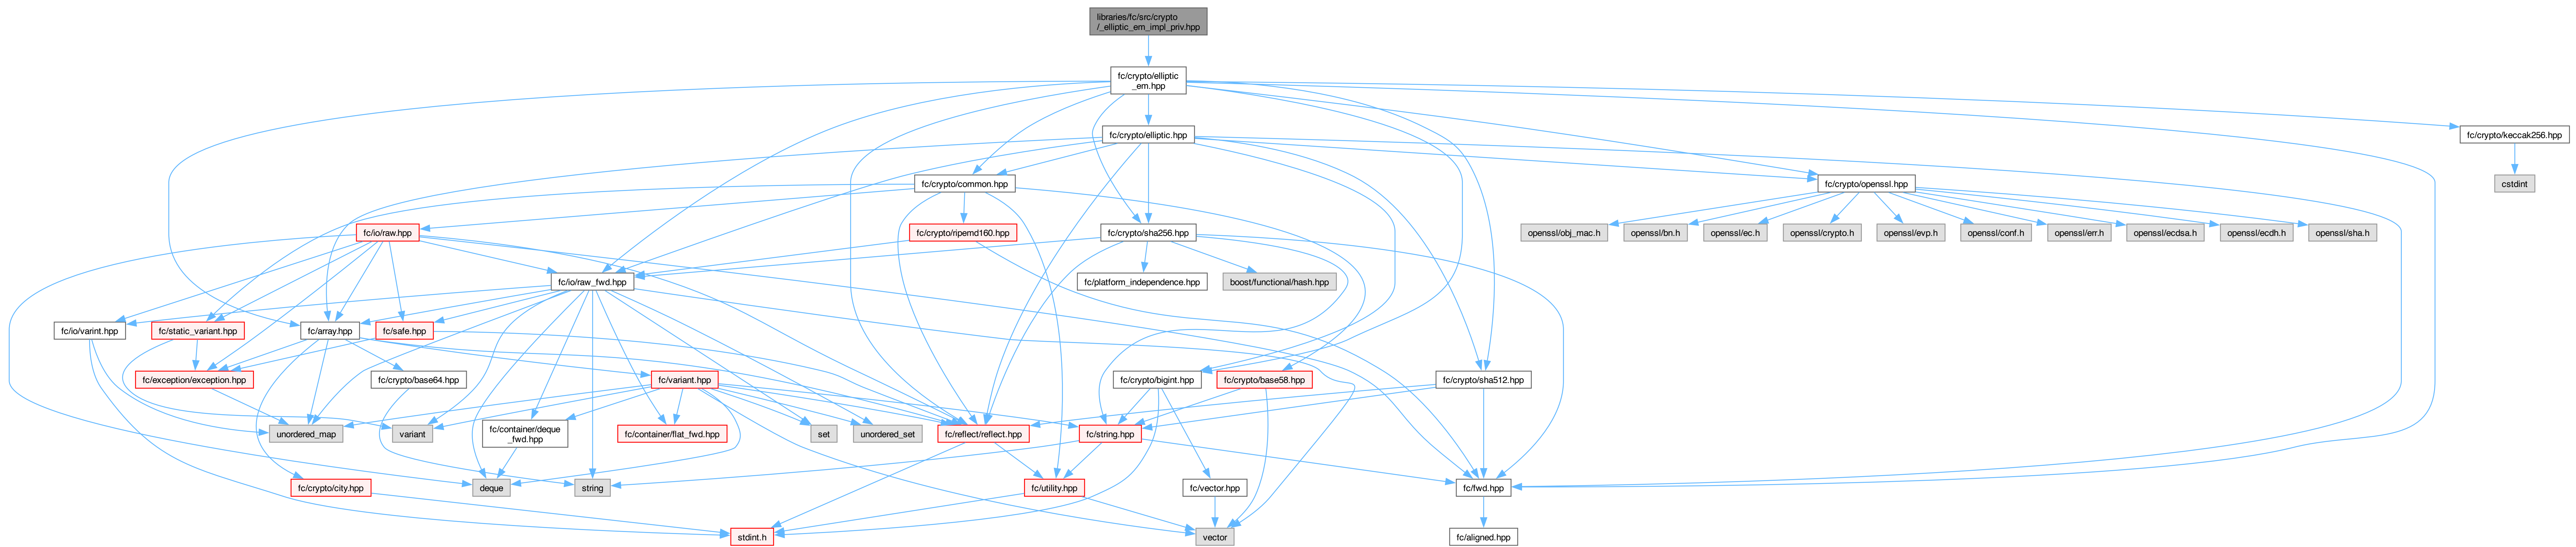 libraries/fc/src/crypto
/_elliptic_em_impl_priv.hpp
fc/crypto/elliptic
_em.hpp
fc/crypto/elliptic.hpp
fc/crypto/keccak256.hpp
fc/crypto/common.hpp
fc/crypto/openssl.hpp
cstdint
fc/io/raw.hpp
fc/crypto/ripemd160.hpp
fc/crypto/sha256.hpp
openssl/obj_mac.h
openssl/bn.h
openssl/ec.h
openssl/crypto.h
openssl/evp.h
openssl/conf.h
openssl/err.h
openssl/ecdsa.h
openssl/ecdh.h
openssl/sha.h
fc/io/raw_fwd.hpp
fc/platform_independence.hpp
boost/functional/hash.hpp
fc/io/varint.hpp
fc/static_variant.hpp
fc/array.hpp
fc/safe.hpp
fc/exception/exception.hpp
fc/crypto/base64.hpp
fc/variant.hpp
fc/crypto/bigint.hpp
fc/crypto/base58.hpp
fc/crypto/sha512.hpp
unordered_map
variant
fc/container/deque
_fwd.hpp
fc/container/flat_fwd.hpp
set
unordered_set
fc/reflect/reflect.hpp
fc/string.hpp
fc/crypto/city.hpp
deque
string
fc/utility.hpp
fc/vector.hpp
fc/fwd.hpp
stdint.h
vector
fc/aligned.hpp